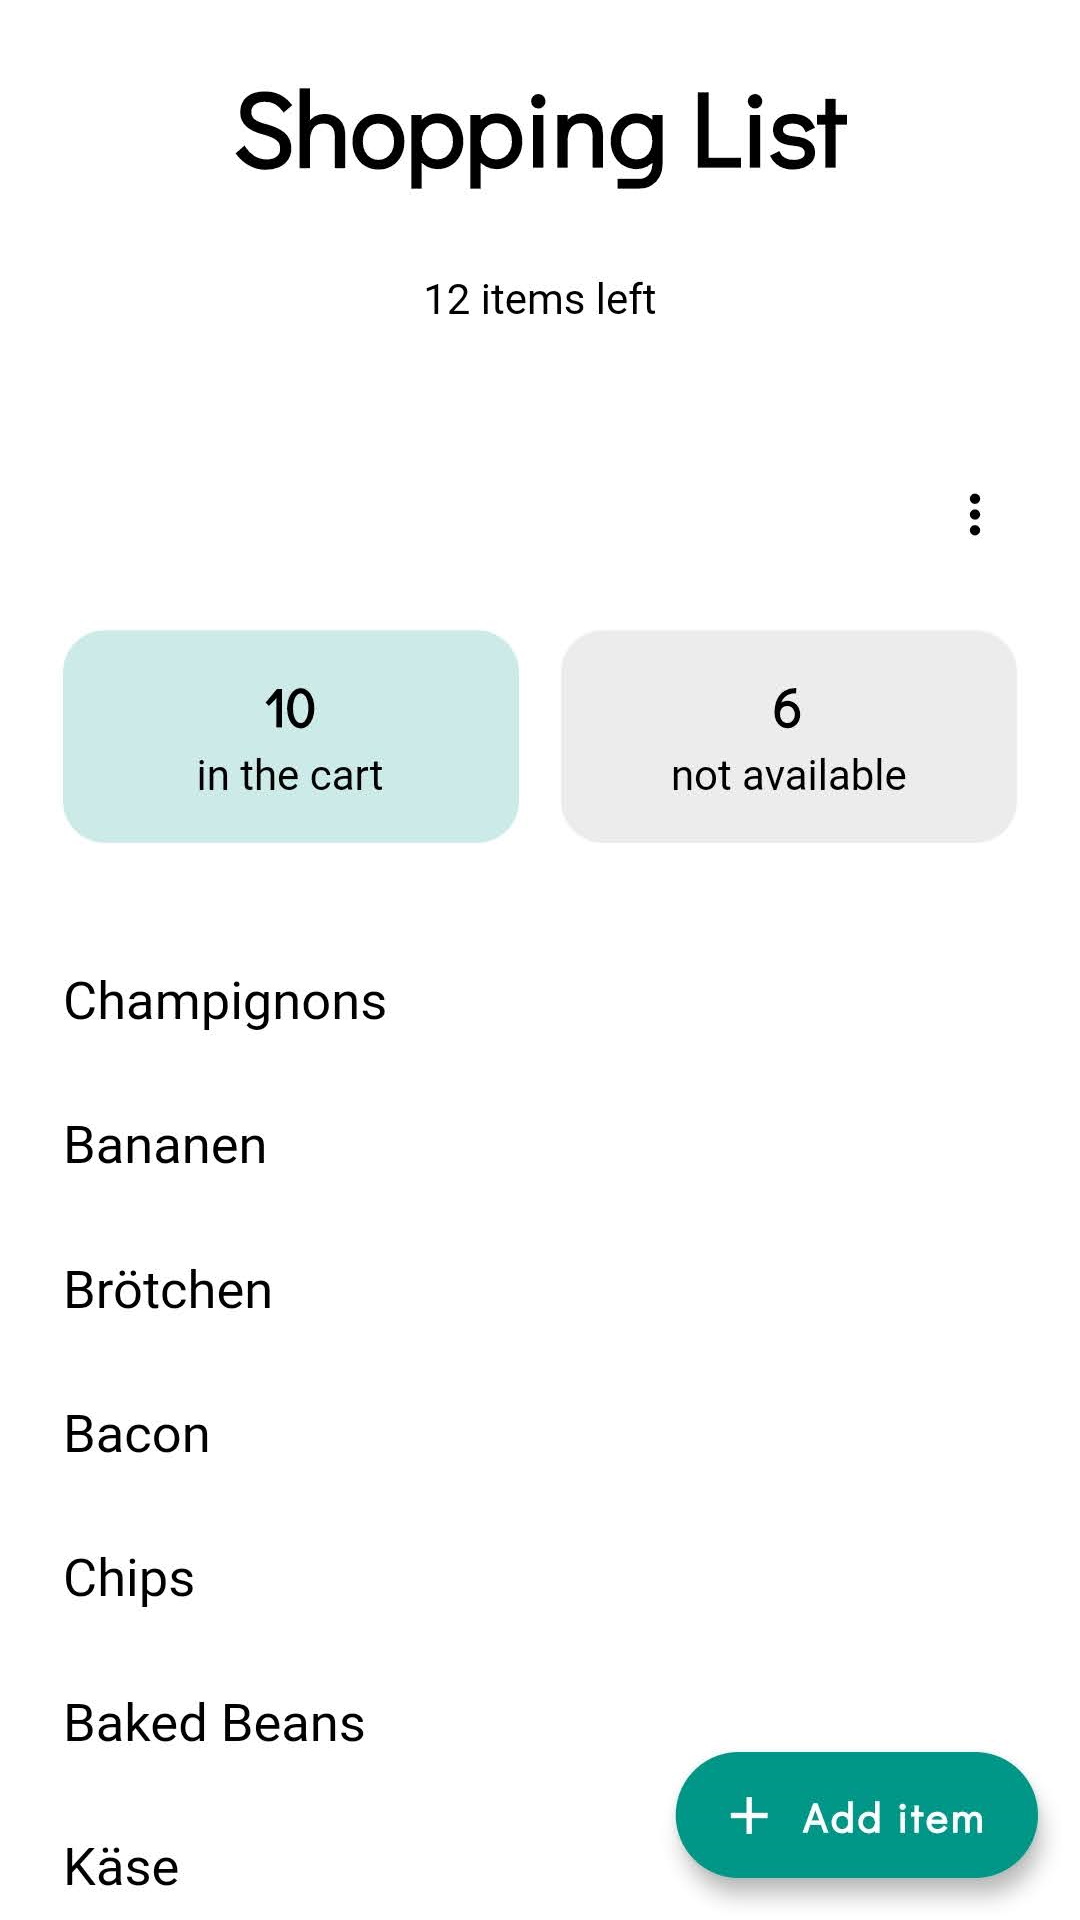 Shopping List
12 items left
10
in the cart
6
not available
Champignons
Bananen
Brötchen
Bacon
Chips
Baked Beans
Käse
Add item